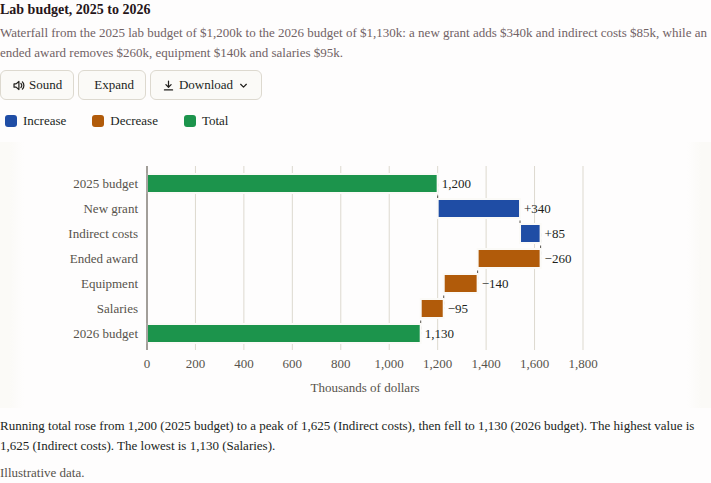 Lab budget, 2025 to 2026
Waterfall from the 2025 lab budget of $1,200k to the 2026 budget of $1,130k: a new grant adds $340k and indirect costs $85k, while an
ended award removes $260k, equipment $140k and salaries $95k.
Sound Expand Download
Increase Decrease Total
2025 budget 1,200
New grant +340
Indirect costs +85
Ended award −260
Equipment −140
Salaries −95
2026 budget 1,130
0 200 400 600 800 1,000 1,200 1,400 1,600 1,800
Thousands of dollars
Running total rose from 1,200 (2025 budget) to a peak of 1,625 (Indirect costs), then fell to 1,130 (2026 budget). The highest value is
1,625 (Indirect costs). The lowest is 1,130 (Salaries).
Illustrative data.